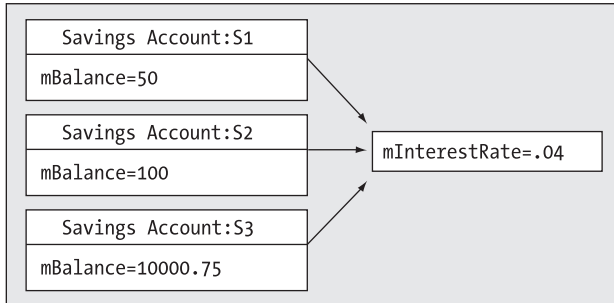 Savings Account:S1
mBalance=50
Savings Account:S2
mBalance=100
mInterestRate=.04
Savings Account:S3
mBalance=10000.75